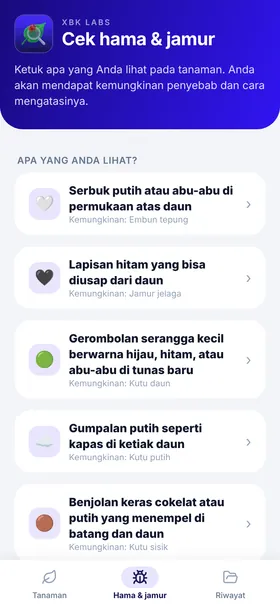 XBK LABS
Cek hama & jamur
Ketuk apa yang Anda lihat pada tanaman. Anda
akan mendapat kemungkinan penyebab dan cara
mengatasinya.
APA YANG ANDA LIHAT?
Serbuk putih atau abu-abu di
permukaan atas daun
Kemungkinan: Embun tepung
Lapisan hitam yang bisa
diusap dari daun
Kemungkinan: Jamur jelaga
Gerombolan serangga kecil
berwarna hijau, hitam, atau
abu-abu di tunas baru
Kemungkinan: Kutu daun
Gumpalan putih seperti
kapas di ketiak daun
Kemungkinan: Kutu putih
Benjolan keras cokelat atau
putih yang menempel di
batang dan daun
Kemungkinan: Kutu sisik
Tanaman
Hama & jamur
Riwayat